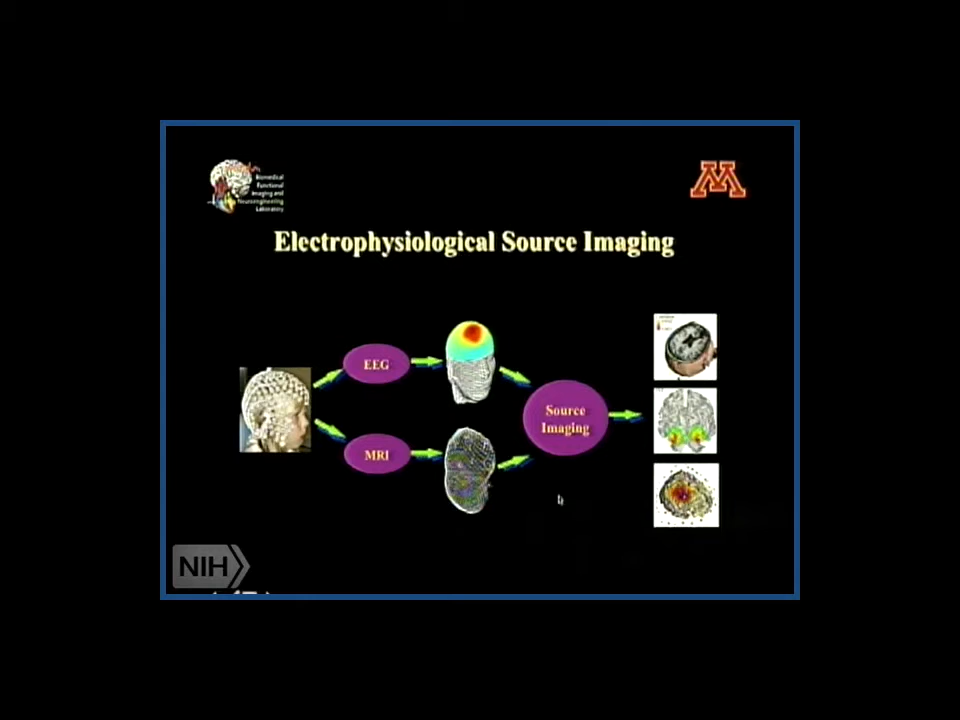 Biomedical
Functional
Imaging and
Neuroengineering
Laboratory
M
Electrophysiological Source Imaging
EEG
MRI
Source
Imaging
NIH